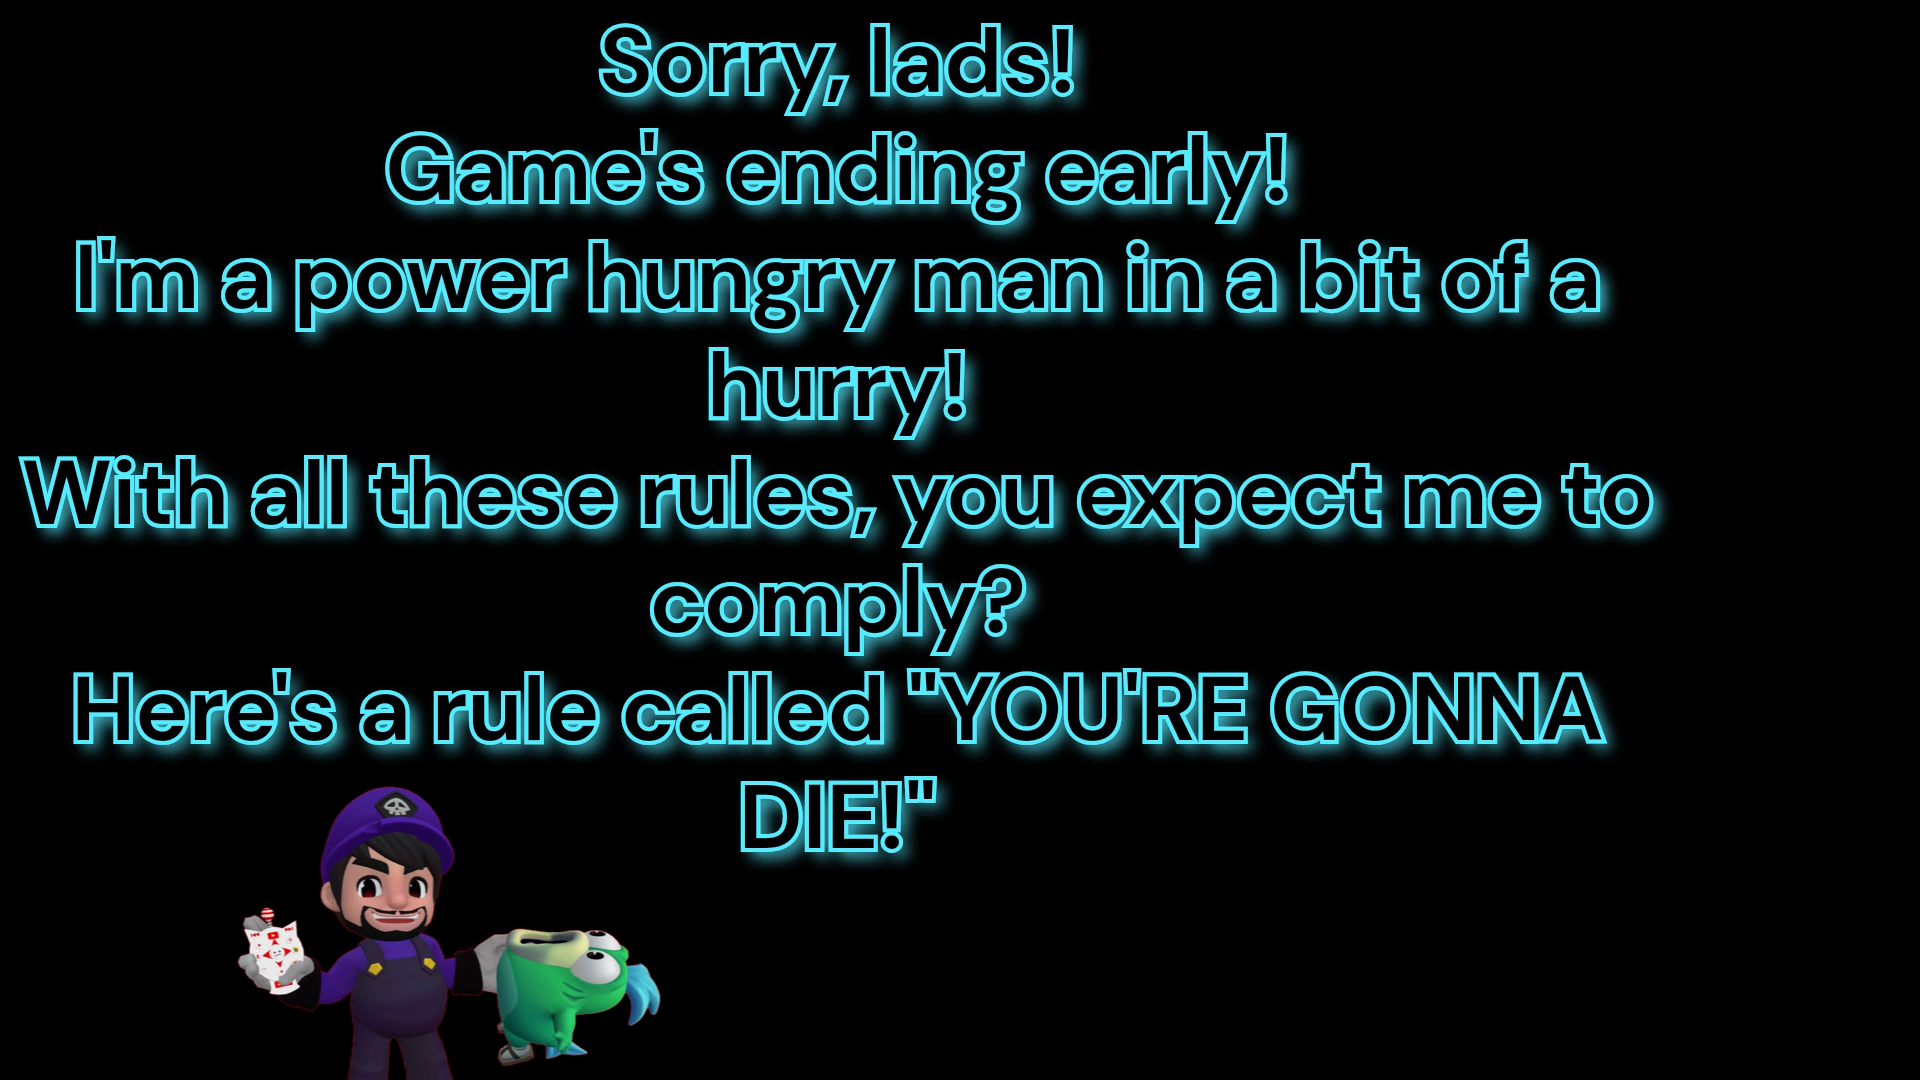 Sorry, lads!
Game's ending early!
I'm a power hungry man in a bit of a
hurry!
With all these rules, you expect me to
comply?
Here's a rule called "YOU'RE GONNA
DIE!"